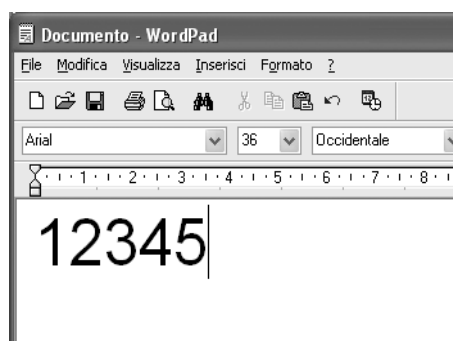 Documento - WordPad
File Modifica Visualizza Inserisci Formato ?
Arial 36 Occidentale
1 2 3 4 5 6 7 8
12345